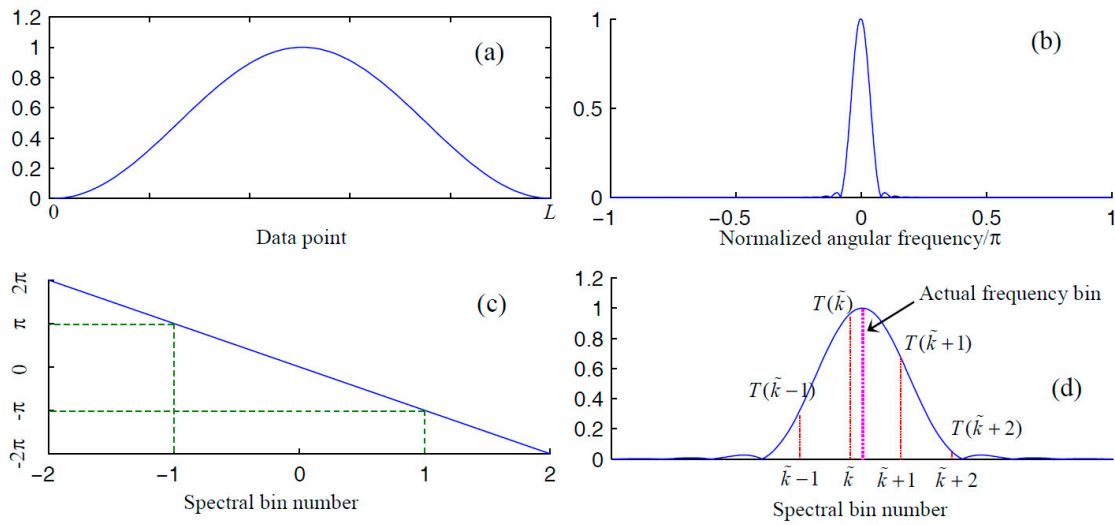 1.2
1
0.8
0.6
0.4
0.2
0
0
L
(a)
Data point
1
0.5
0
-1
-0.5
0
0.5
1
(b)
Normalized angular frequency/π
2π
π
0
-π
-2π
-2
-1
0
1
2
(c)
Spectral bin number
1.2
1
0.8
0.6
0.4
0.2
0
T(k̃)
Actual frequency bin
T(k̃+1)
T(k̃−1)
(d)
T(k̃+2)
k̃−1
k̃
k̃+1
k̃+2
Spectral bin number